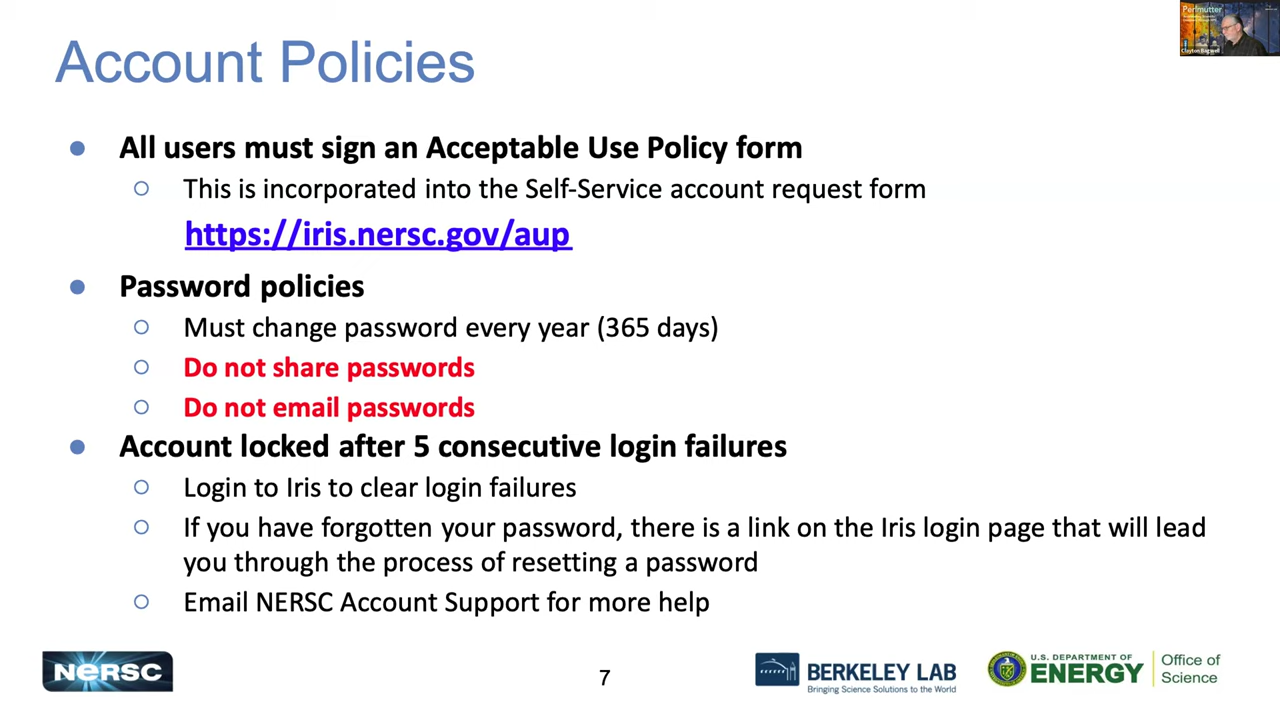 Perlmutter
Clayton Bagwell
Account Policies
● All users must sign an Acceptable Use Policy form
○ This is incorporated into the Self-Service account request form
https://iris.nersc.gov/aup
● Password policies
○ Must change password every year (365 days)
○ Do not share passwords
○ Do not email passwords
● Account locked after 5 consecutive login failures
○ Login to Iris to clear login failures
○ If you have forgotten your password, there is a link on the Iris login page that will lead
you through the process of resetting a password
○ Email NERSC Account Support for more help
NERSC
7
BERKELEY LAB
Bringing Science Solutions to the World
U.S. DEPARTMENT OF
ENERGY
Office of
Science